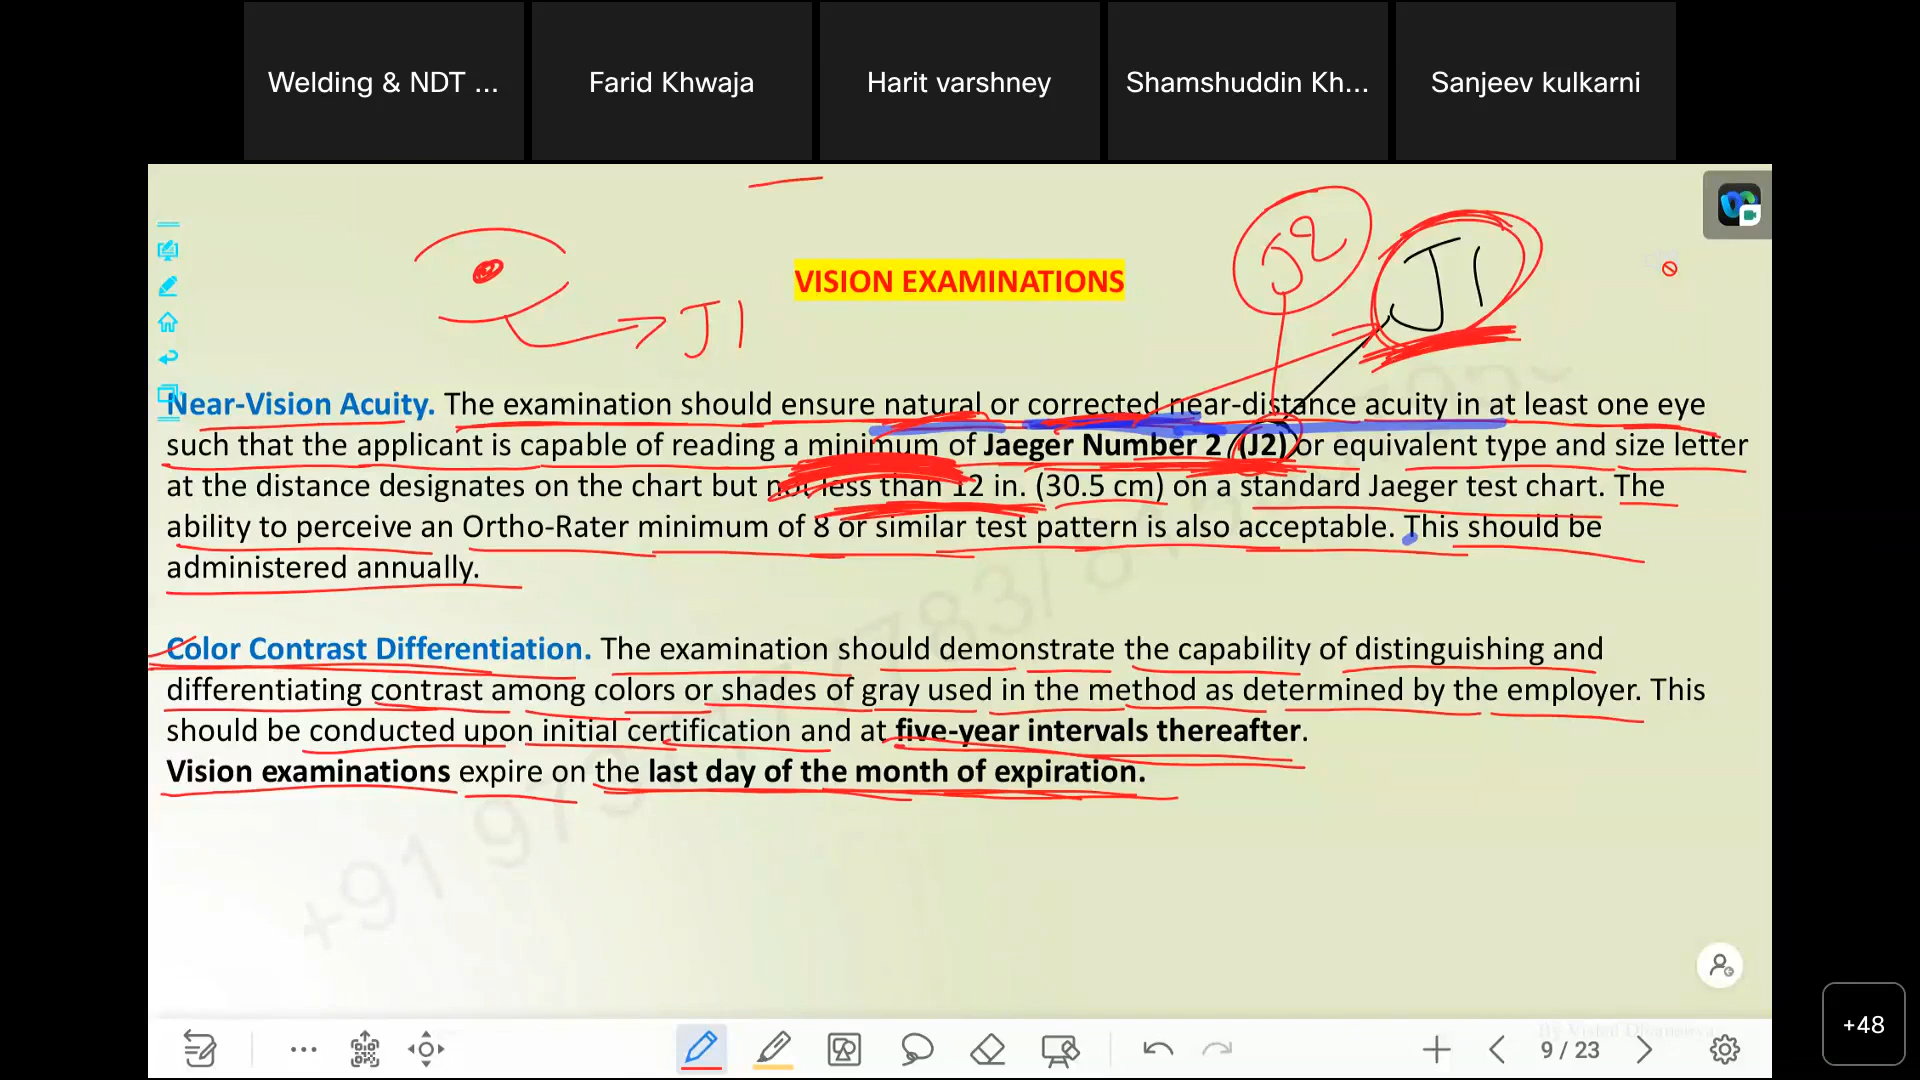 Welding & NDT ...
Farid Khwaja
Harit varshney
Shamshuddin Kh...
Sanjeev kulkarni
J2
J1
VISION EXAMINATIONS
J1
Near-Vision Acuity. The examination should ensure natural or corrected near-distance acuity in at least one eye
such that the applicant is capable of reading a minimum of Jaeger Number 2 (J2) or equivalent type and size letter
at the distance designates on the chart but not less than 12 in. (30.5 cm) on a standard Jaeger test chart. The
ability to perceive an Ortho-Rater minimum of 8 or similar test pattern is also acceptable. This should be
administered annually.
Color Contrast Differentiation. The examination should demonstrate the capability of distinguishing and
differentiating contrast among colors or shades of gray used in the method as determined by the employer. This
should be conducted upon initial certification and at five-year intervals thereafter.
Vision examinations expire on the last day of the month of expiration.
9 / 23
+48